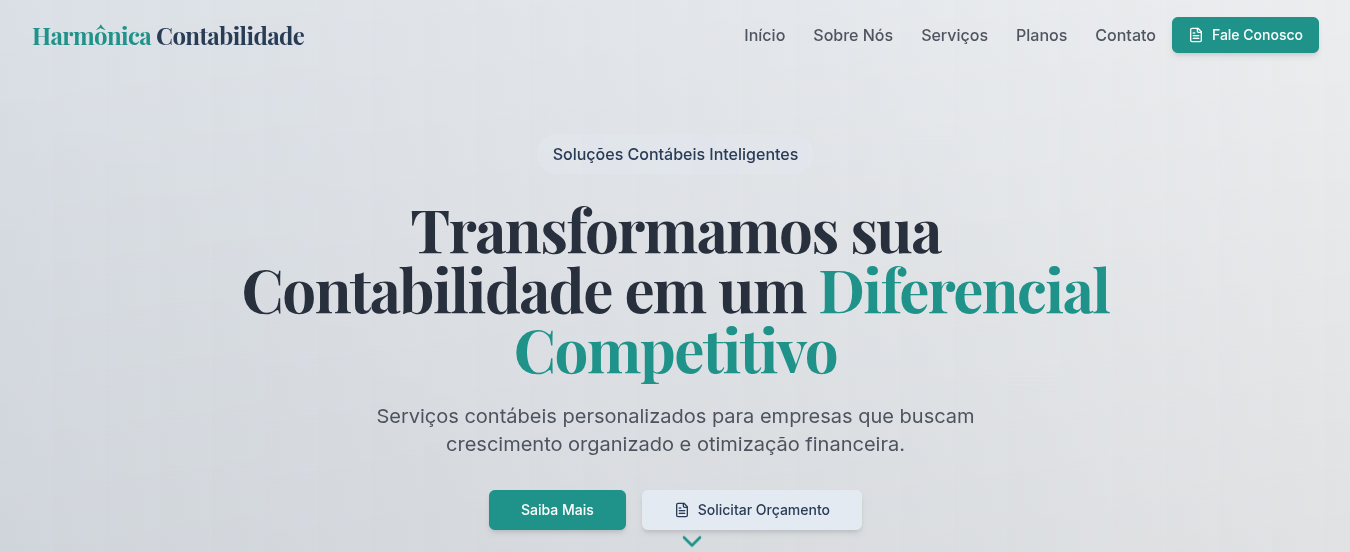 Harmônica Contabilidade
Início Sobre Nós Serviços Planos Contato Fale Conosco
Soluções Contábeis Inteligentes
Transformamos sua
Contabilidade em um Diferencial
Competitivo
Serviços contábeis personalizados para empresas que buscam
crescimento organizado e otimização financeira.
Saiba Mais Solicitar Orçamento